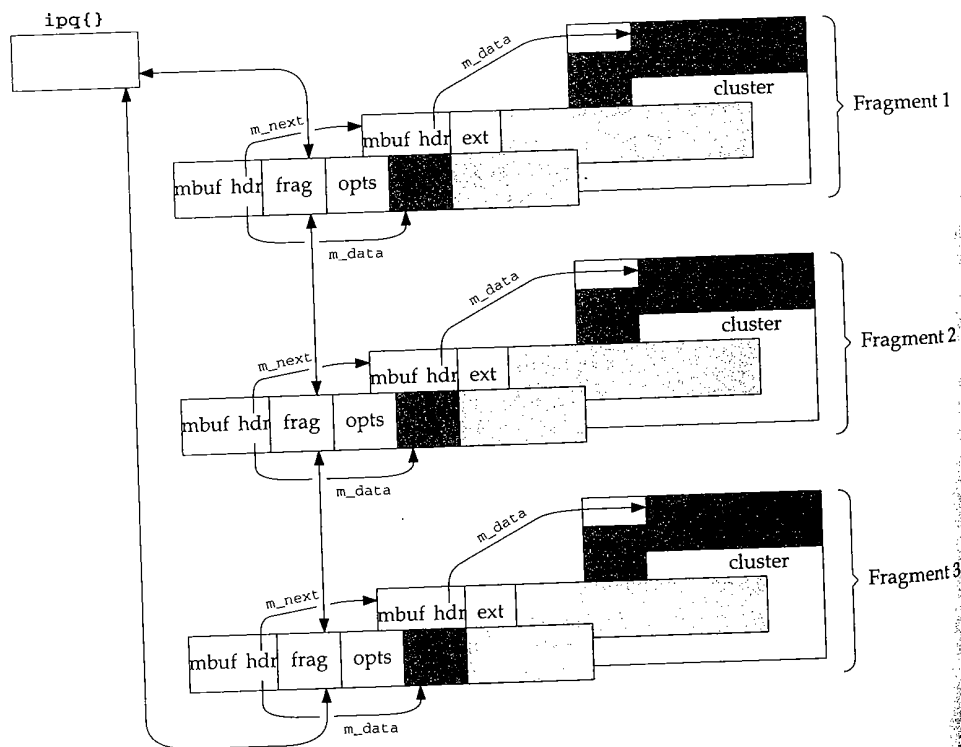 ipq{}
m_data
cluster
Fragment 1
m_next
mbuf hdr ext
mbuf hdr frag opts
m_data
m_data
cluster
Fragment 2
m_next
mbuf hdr ext
mbuf hdr frag opts
m_data
m_data
cluster
Fragment 3
m_next
mbuf hdr ext
mbuf hdr frag opts
m_data